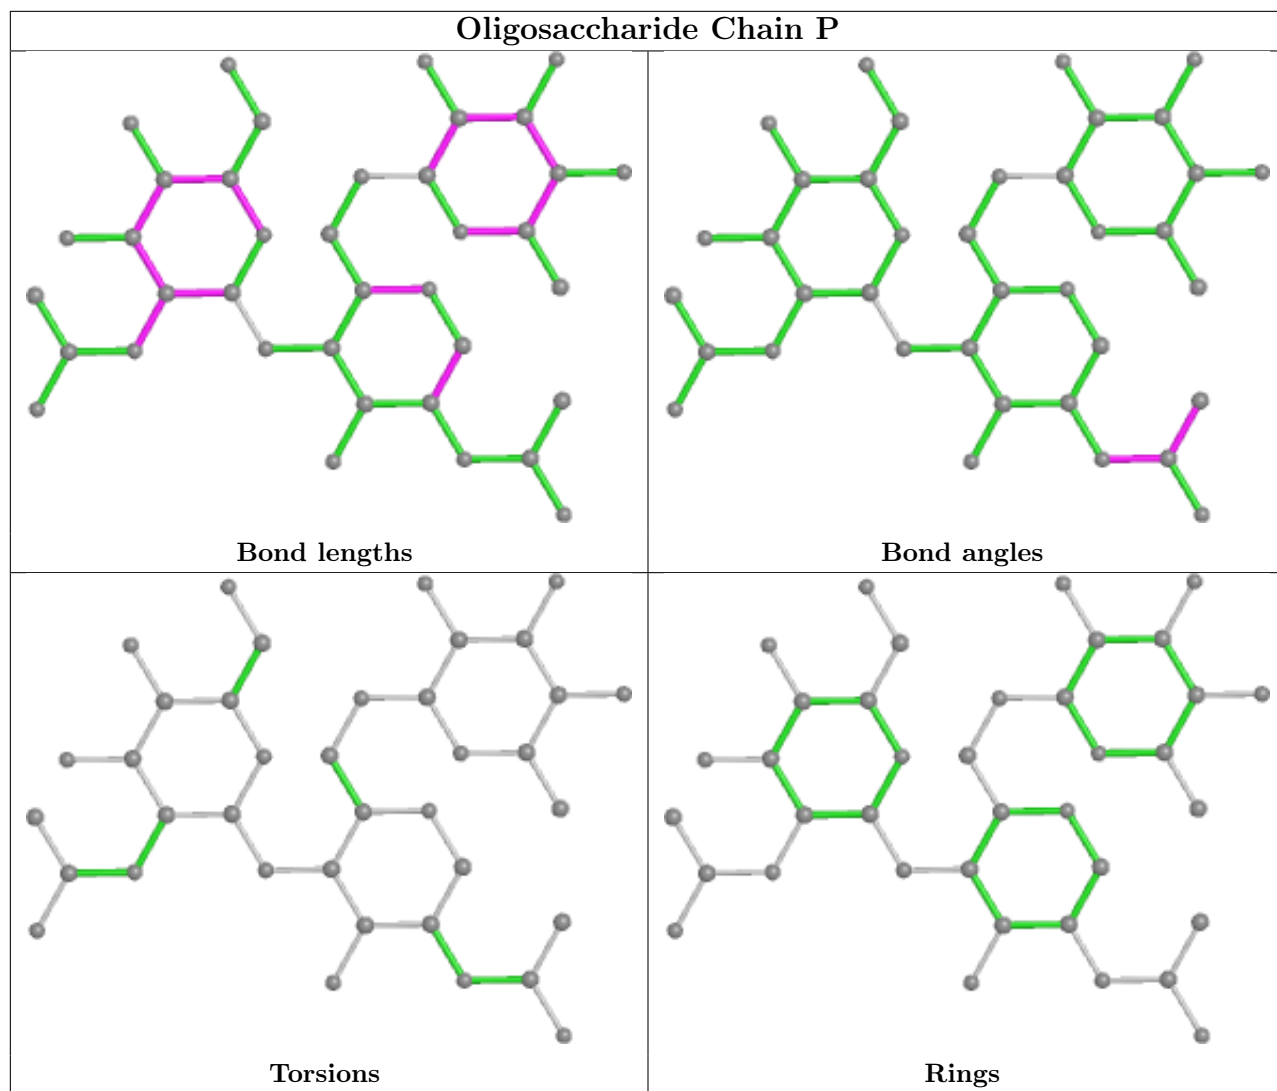 Oligosaccharide Chain P
Bond lengths
Bond angles
Torsions
Rings